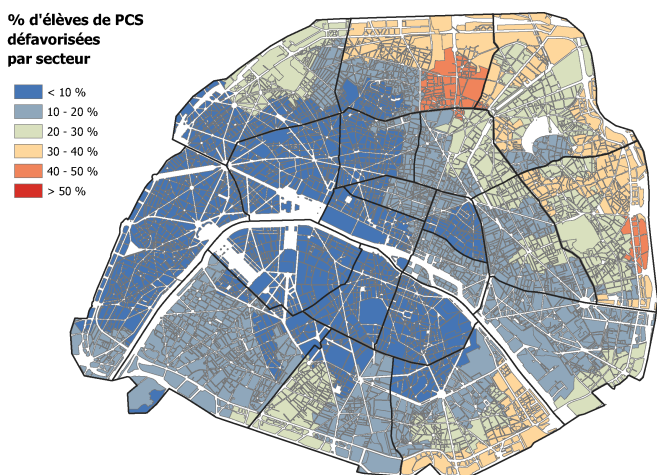 % d'élèves de PCS
défavorisées
par secteur
< 10 %
10 - 20 %
20 - 30 %
30 - 40 %
40 - 50 %
> 50 %